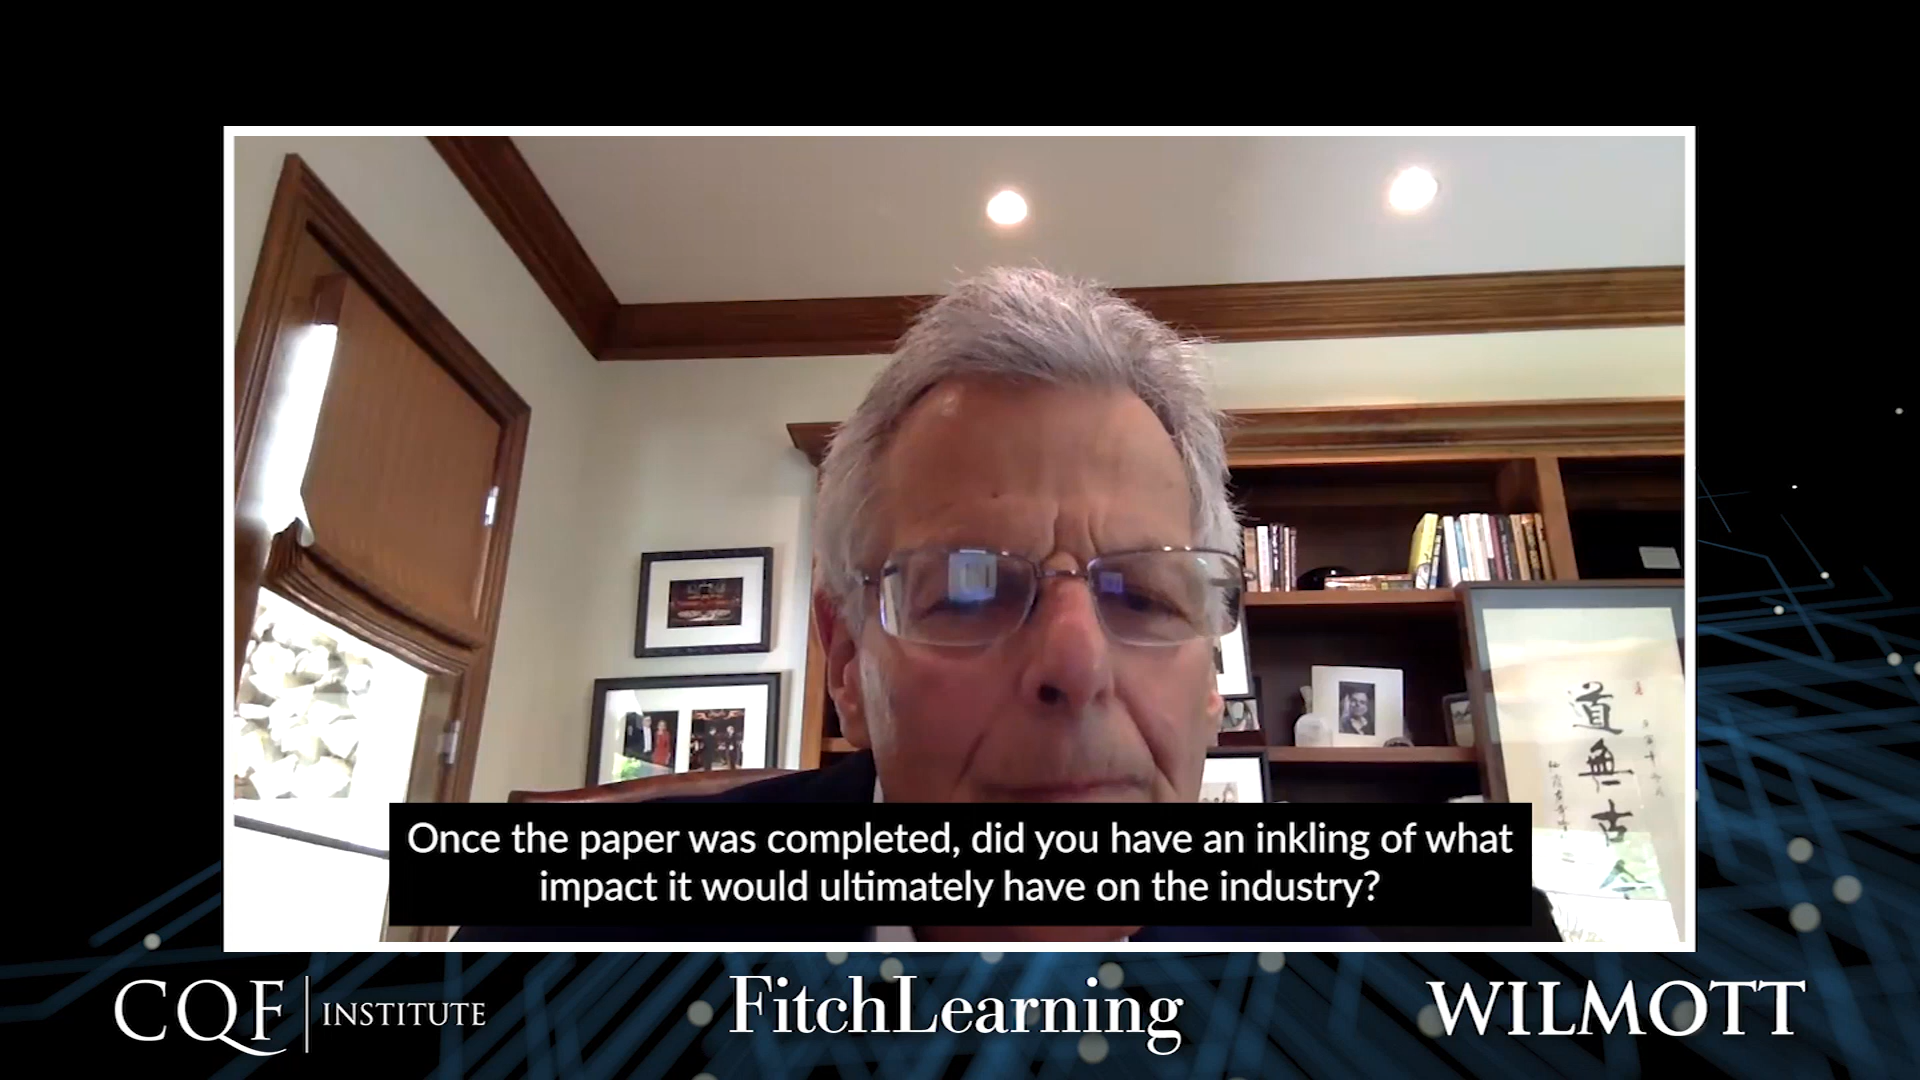 道
無
古
Once the paper was completed, did you have an inkling of what
impact it would ultimately have on the industry?
CQF INSTITUTE
FitchLearning
WILMOTT